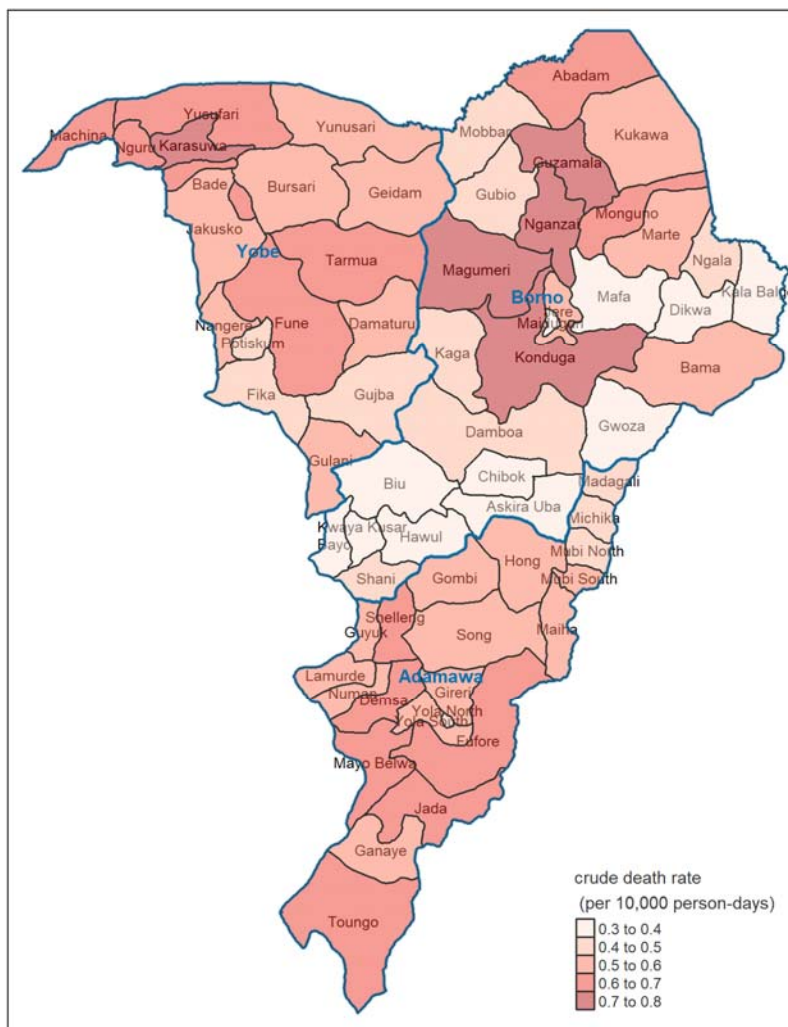 Abadam
Yusufari
Yunusari
Mobbar
Kukawa
Machina
Nguru
Karasuwa
Guzamala
Bade
Bursari
Geidam
Gubio
Nganzai
Monguno
Jakusko
Marte
Yobe
Tarmua
Magumeri
Ngala
Borno
Mafa
Kala Balge
Dikwa
Fune
Damaturu
Nangere
Potiskum
Kaga
Konduga
Bama
Fika
Gujba
Damboa
Gwoza
Gulani
Biu
Chibok
Madagali
Askira Uba
Michika
Kwaya Kusar
Bayo
Hawul
Mubi North
Hong
Mubi South
Shani
Gombi
Shelleng
Guyuk
Song
Maiha
Lamurde
Adamawa
Numan
Demsa
Gireri
Yola North
Yola South
Fufore
Mayo Belwa
Jada
Ganaye
Toungo
crude death rate
(per 10,000 person-days)
0.3 to 0.4
0.4 to 0.5
0.5 to 0.6
0.6 to 0.7
0.7 to 0.8